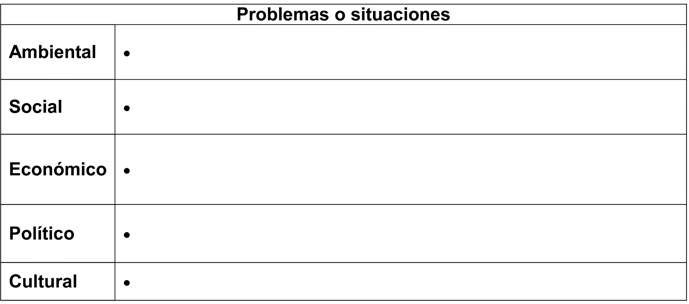 Problemas o situaciones
Ambiental •
Social •
Económico •
Político •
Cultural •